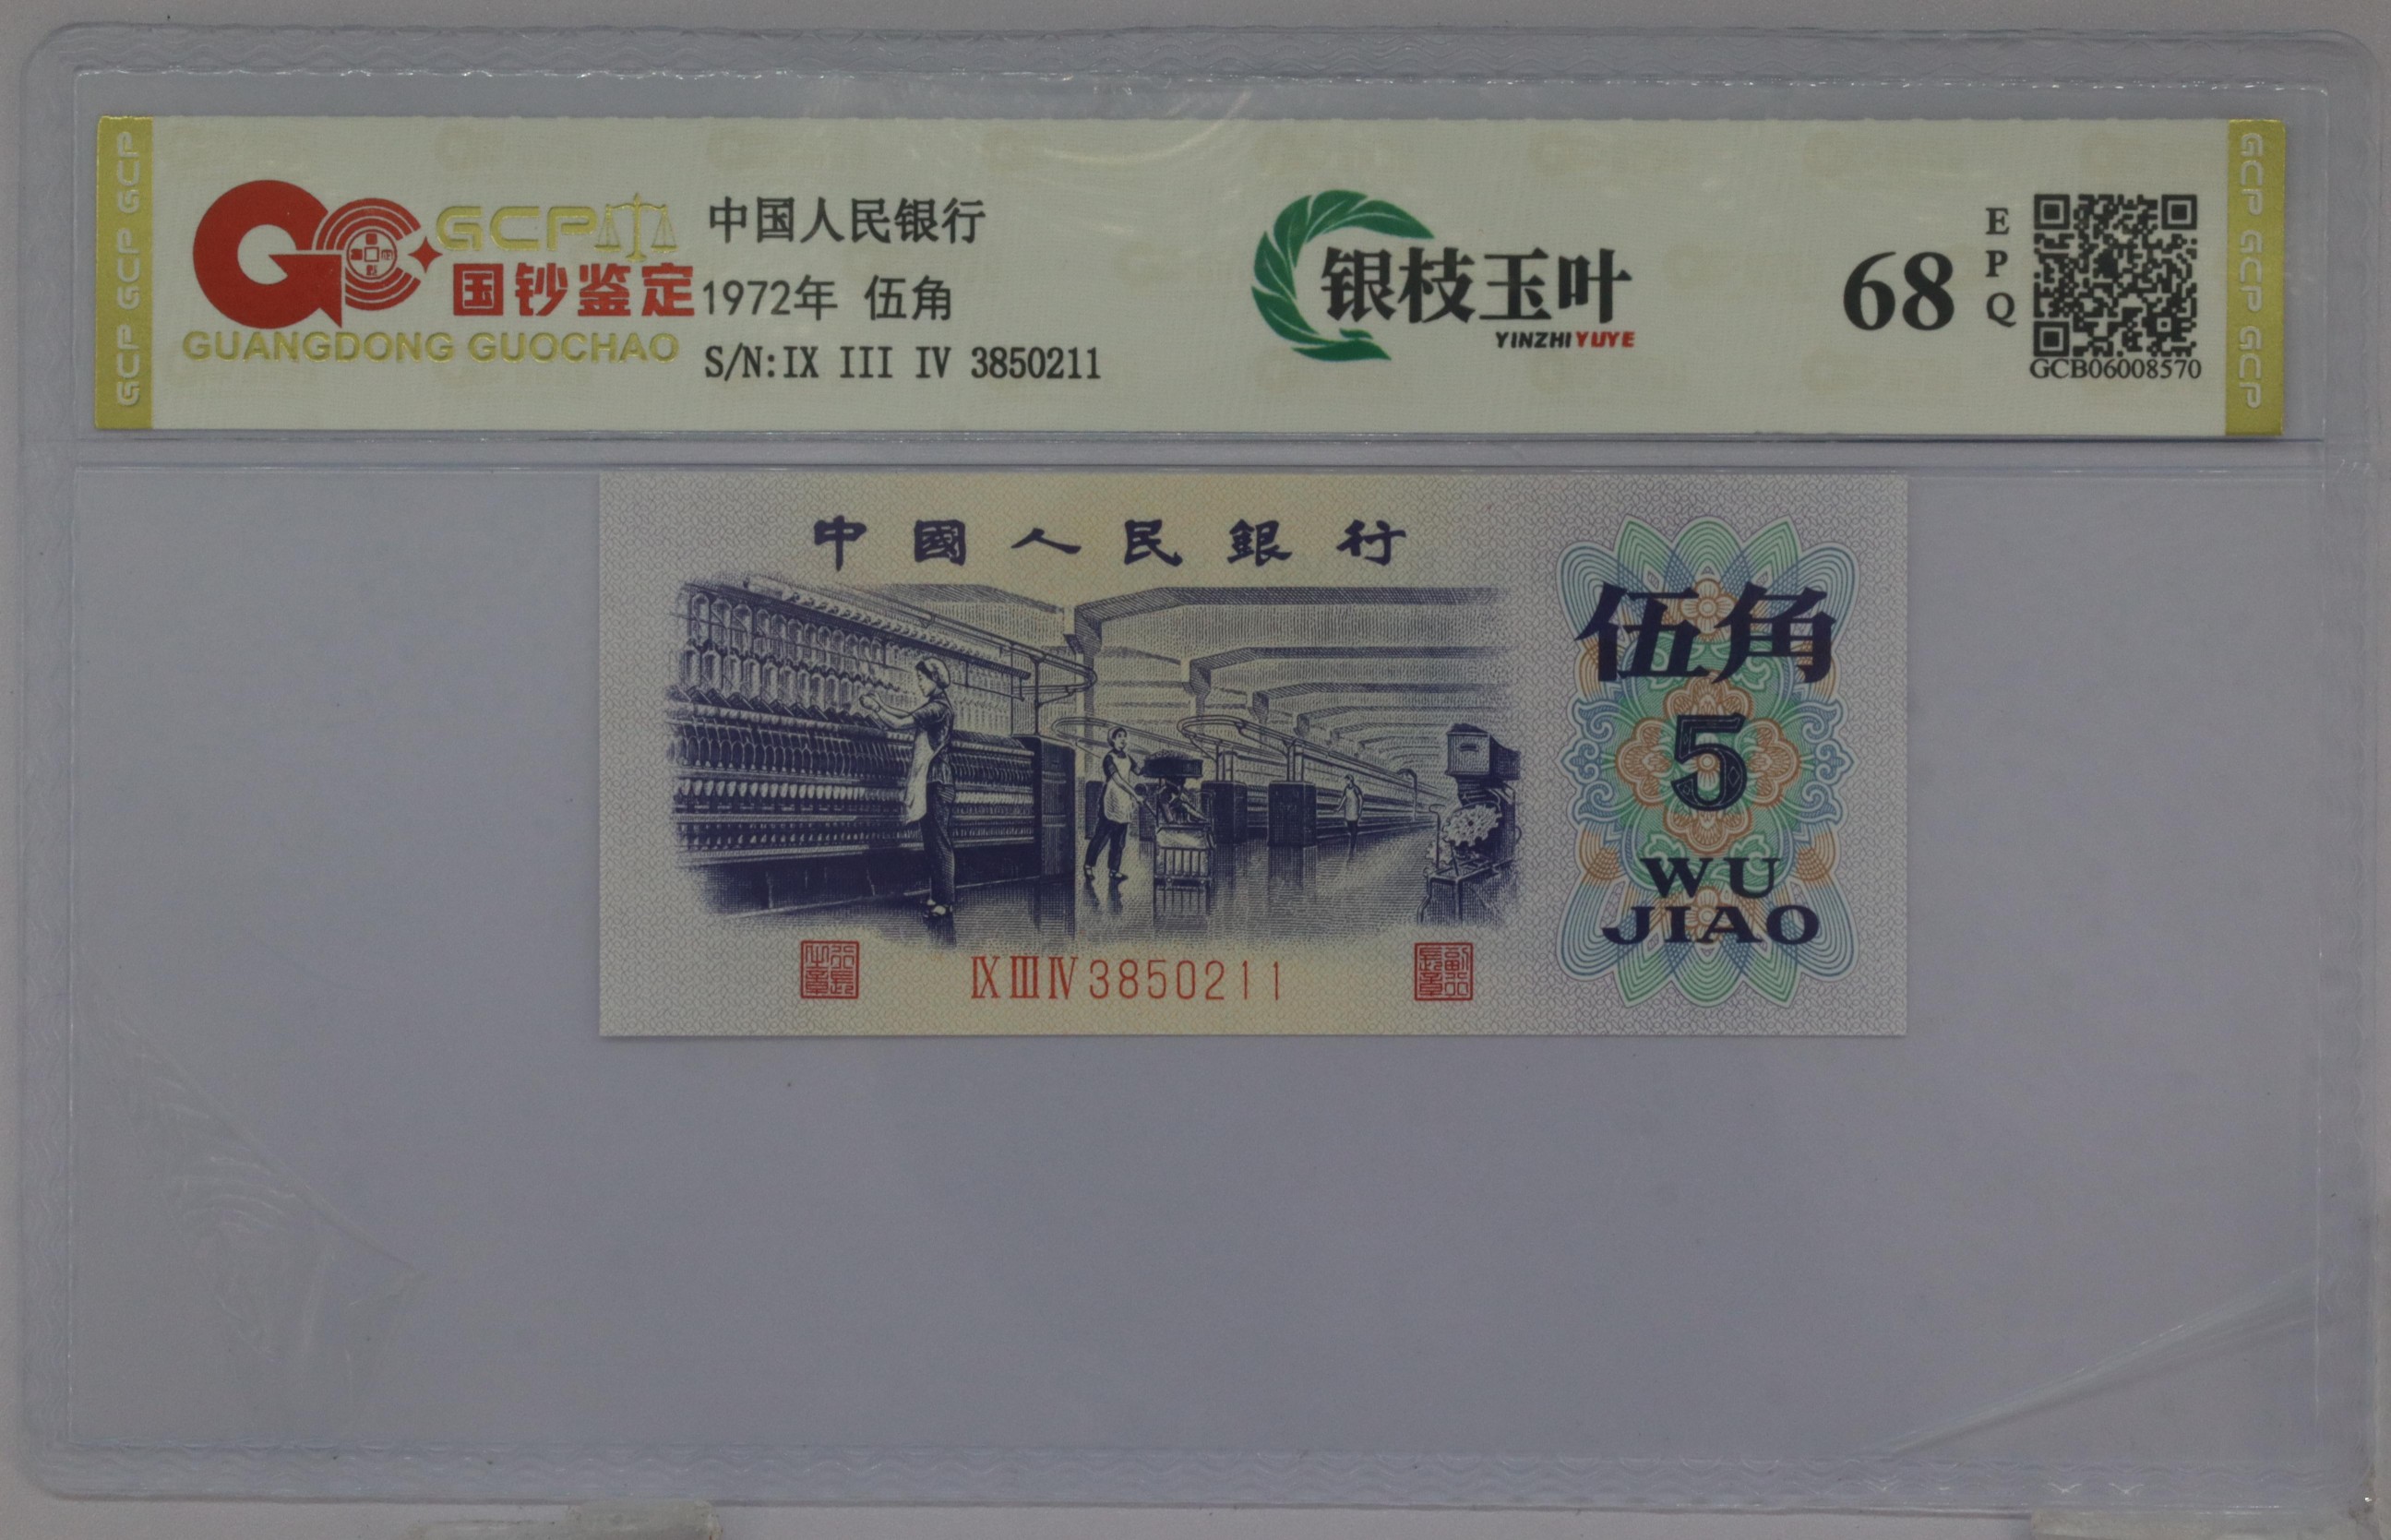 GCP GCP GCP
GCP
国钞鉴定
GUANGDONG GUOCHAO
中国人民银行
1972年 伍角
S/N:IX III IV 3850211
银枝玉叶
YINZHIYUYE
68
EPQ
GCB06008570
GCP GCP GCP
中國人民銀行
伍角
5
WU
JIAO
IX III IV 3850211